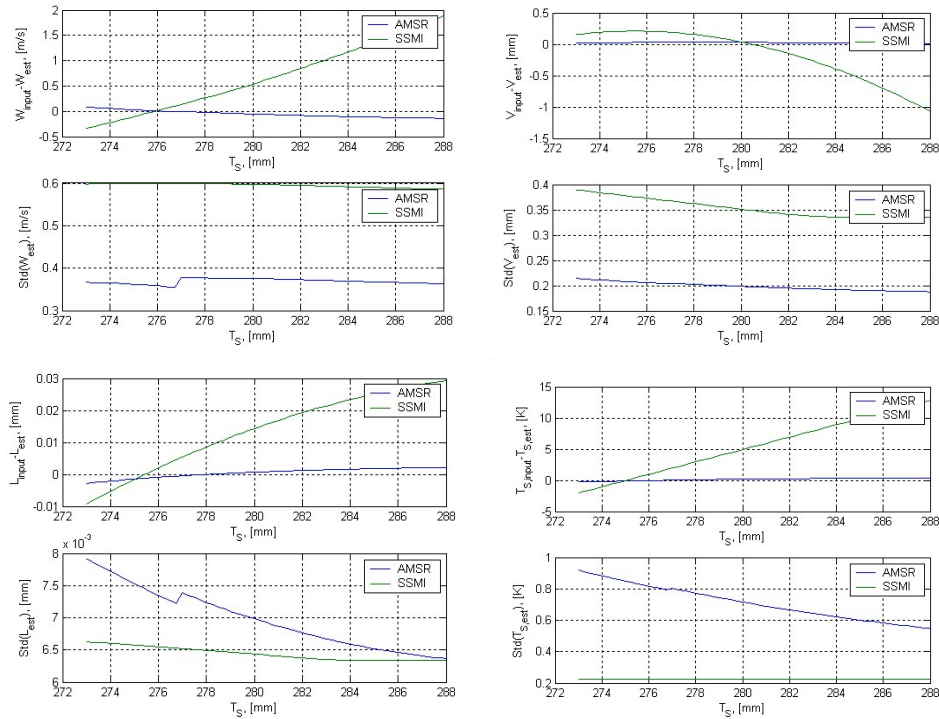 W_input-W_est, [m/s]
2
1.5
1
0.5
0
-0.5
272 274 276 278 280 282 284 286 288
T_S, [mm]
AMSR
SSMI
V_input-V_est, [mm]
0.5
0
-0.5
-1
-1.5
272 274 276 278 280 282 284 286 288
T_S, [mm]
AMSR
SSMI
Std(W_est), [m/s]
0.6
0.5
0.4
0.3
272 274 276 278 280 282 284 286 288
T_S, [mm]
AMSR
SSMI
Std(V_est), [mm]
0.4
0.35
0.3
0.25
0.2
0.15
272 274 276 278 280 282 284 286 288
T_S, [mm]
AMSR
SSMI
L_input-L_est, [mm]
0.03
0.02
0.01
0
-0.01
272 274 276 278 280 282 284 286 288
T_S, [mm]
AMSR
SSMI
T_S,input-T_S,est, [K]
15
10
5
0
-5
272 274 276 278 280 282 284 286 288
T_S, [mm]
AMSR
SSMI
x 10^-3
Std(L_est), [mm]
8
7.5
7
6.5
6
272 274 276 278 280 282 284 286 288
T_S, [mm]
AMSR
SSMI
Std(T_S,est), [K]
1
0.8
0.6
0.4
0.2
272 274 276 278 280 282 284 286 288
T_S, [mm]
AMSR
SSMI